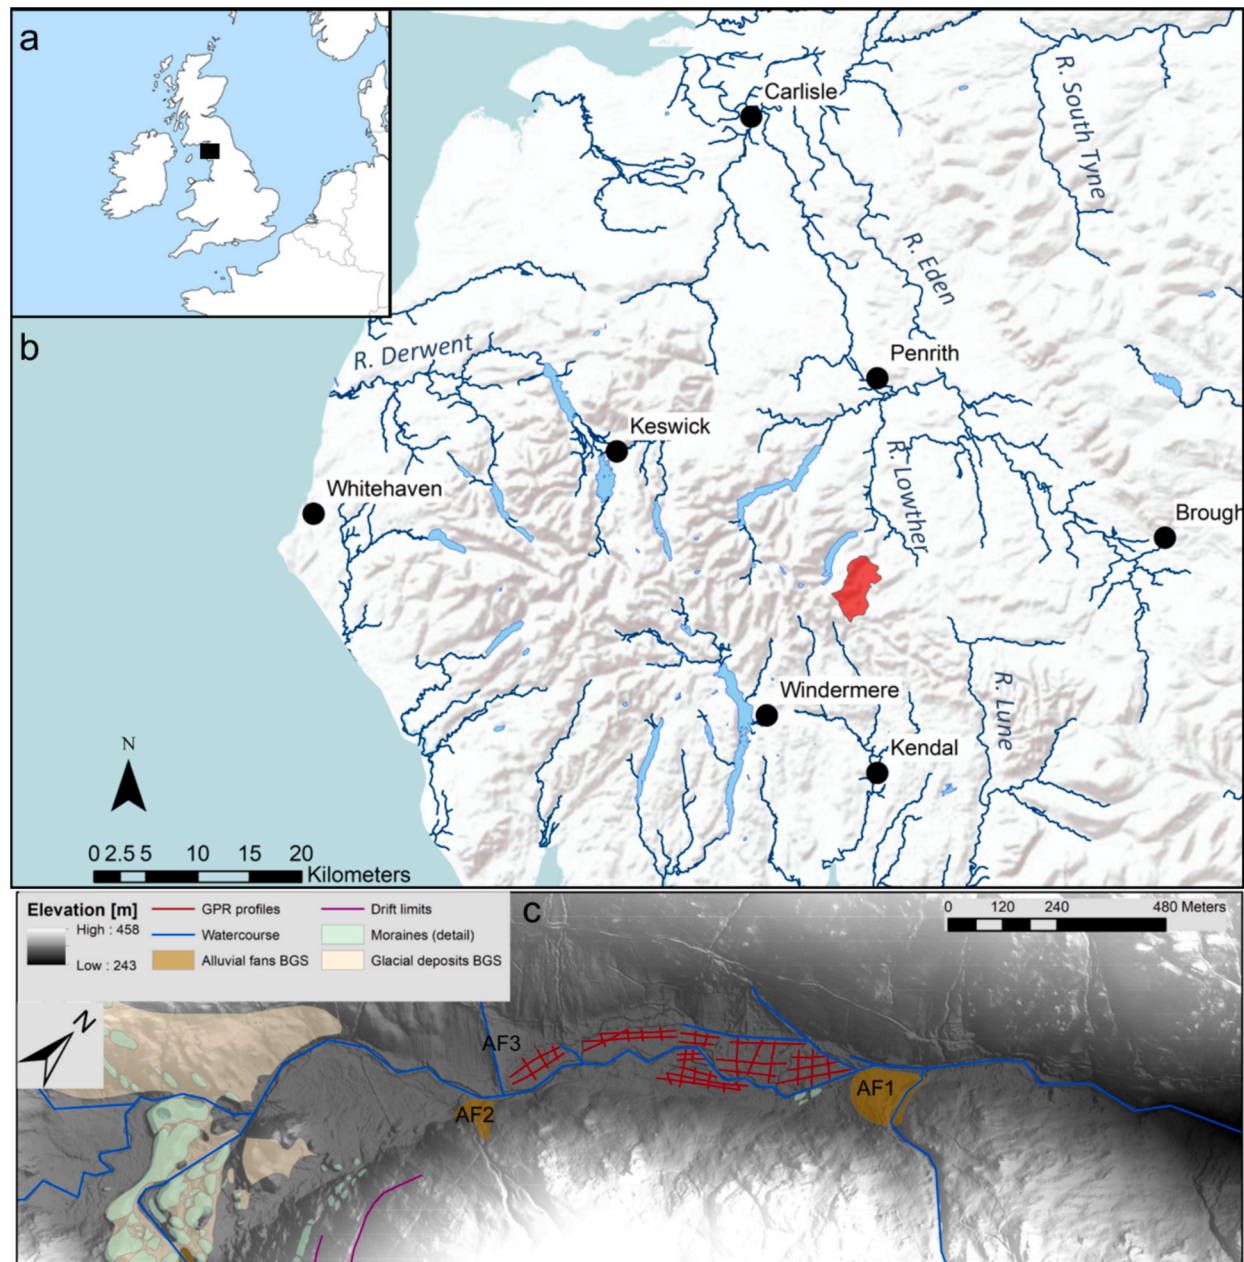 a
Carlisle
R. South Tyne
R. Eden
b
R. Derwent
Penrith
Keswick
R. Lowther
Whitehaven
Brough
Windermere
R. Lune
Kendal
N
0 2.5 5 10 15 20
Kilometers
Elevation [m]
High : 458
Low : 243
GPR profiles
Watercourse
Alluvial fans BGS
Drift limits
Moraines (detail)
Glacial deposits BGS
c
0 120 240 480 Meters
N
AF3
AF2
AF1